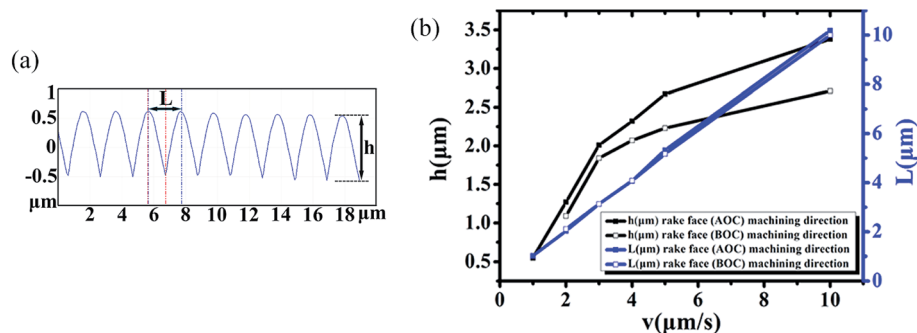 (a)
1
0.5
0
-0.5
μm
L
h
2 4 6 8 10 12 14 16 18 μm
(b)
h(μm)
3.5
3.0
2.5
2.0
1.5
1.0
0.5
0 2 4 6 8 10
v(μm/s)
L(μm)
10
8
6
4
2
0
h(μm) rake face (AOC) machining direction
h(μm) rake face (BOC) machining direction
L(μm) rake face (AOC) machining direction
L(μm) rake face (BOC) machining direction